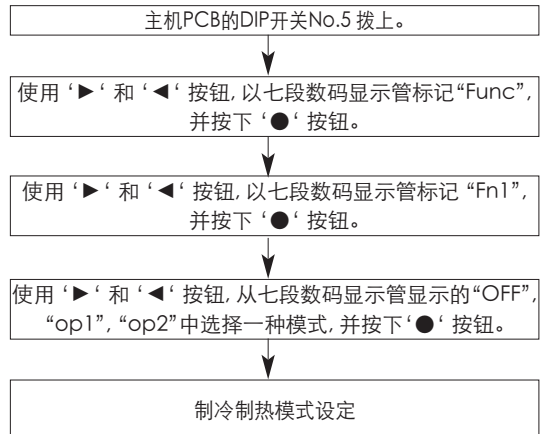 主机PCB的DIP开关No.5 拨上。
使用 ‘►‘ 和 ‘◄‘ 按钮, 以七段数码显示管标记“Func”,
并按下 ‘●‘ 按钮。
使用 ‘►‘ 和 ‘◄‘ 按钮, 以七段数码显示管标记 “Fn1”,
并按下 ‘●‘ 按钮。
使用 ‘►‘ 和 ‘◄‘ 按钮, 从七段数码显示管显示的“OFF”,
“op1”, “op2”中选择一种模式, 并按下‘●‘ 按钮。
制冷制热模式设定